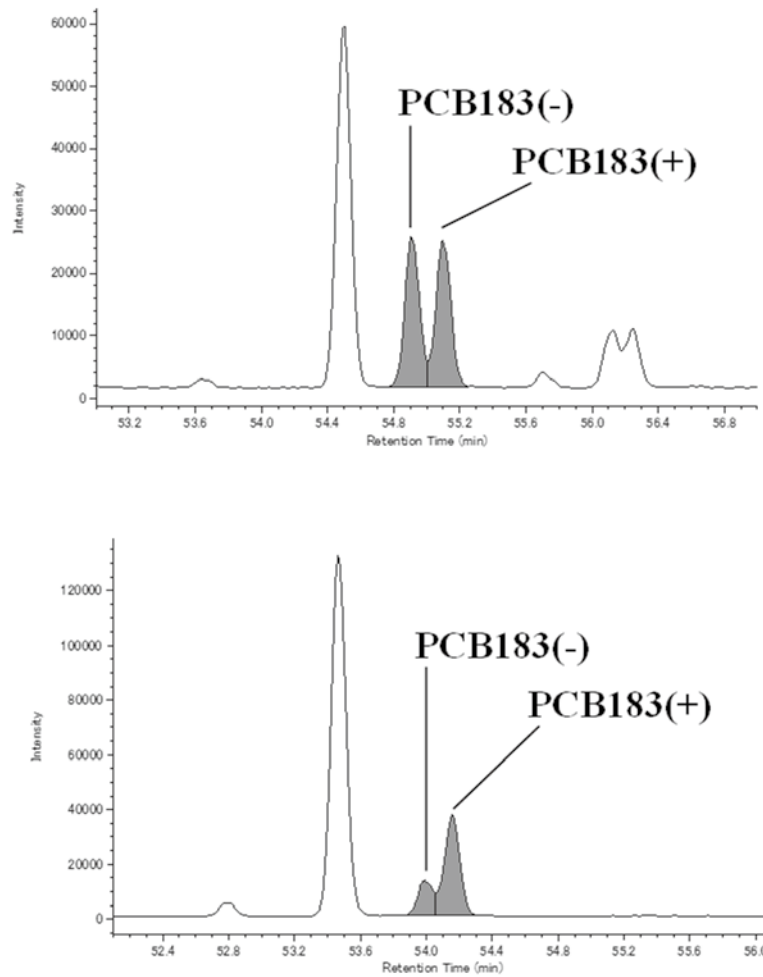 60000
50000
40000
30000
20000
10000
0
Intensity
PCB183(-)
PCB183(+)
53.2 53.6 54.0 54.4 54.8 55.2 55.6 56.0 56.4 56.8
Retention Time (min)
120000
100000
80000
60000
40000
20000
0
Intensity
PCB183(-)
PCB183(+)
52.4 52.8 53.2 53.6 54.0 54.4 54.8 55.2 55.6 56.0
Retention Time (min)